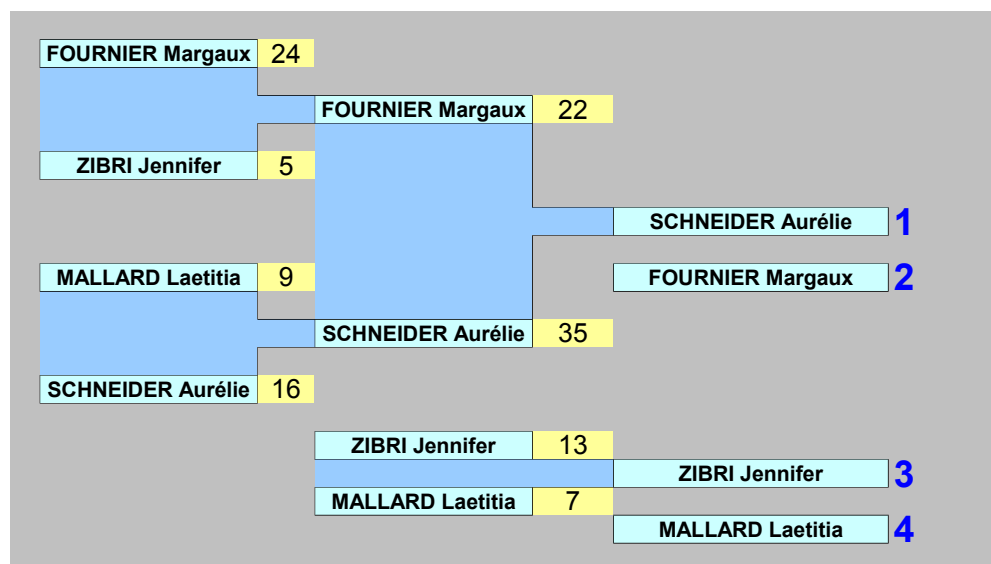 FOURNIER Margaux 24
FOURNIER Margaux 22
ZIBRI Jennifer 5
SCHNEIDER Aurélie 1
MALLARD Laetitia 9
FOURNIER Margaux 2
SCHNEIDER Aurélie 35
SCHNEIDER Aurélie 16
ZIBRI Jennifer 13
ZIBRI Jennifer 3
MALLARD Laetitia 7
MALLARD Laetitia 4